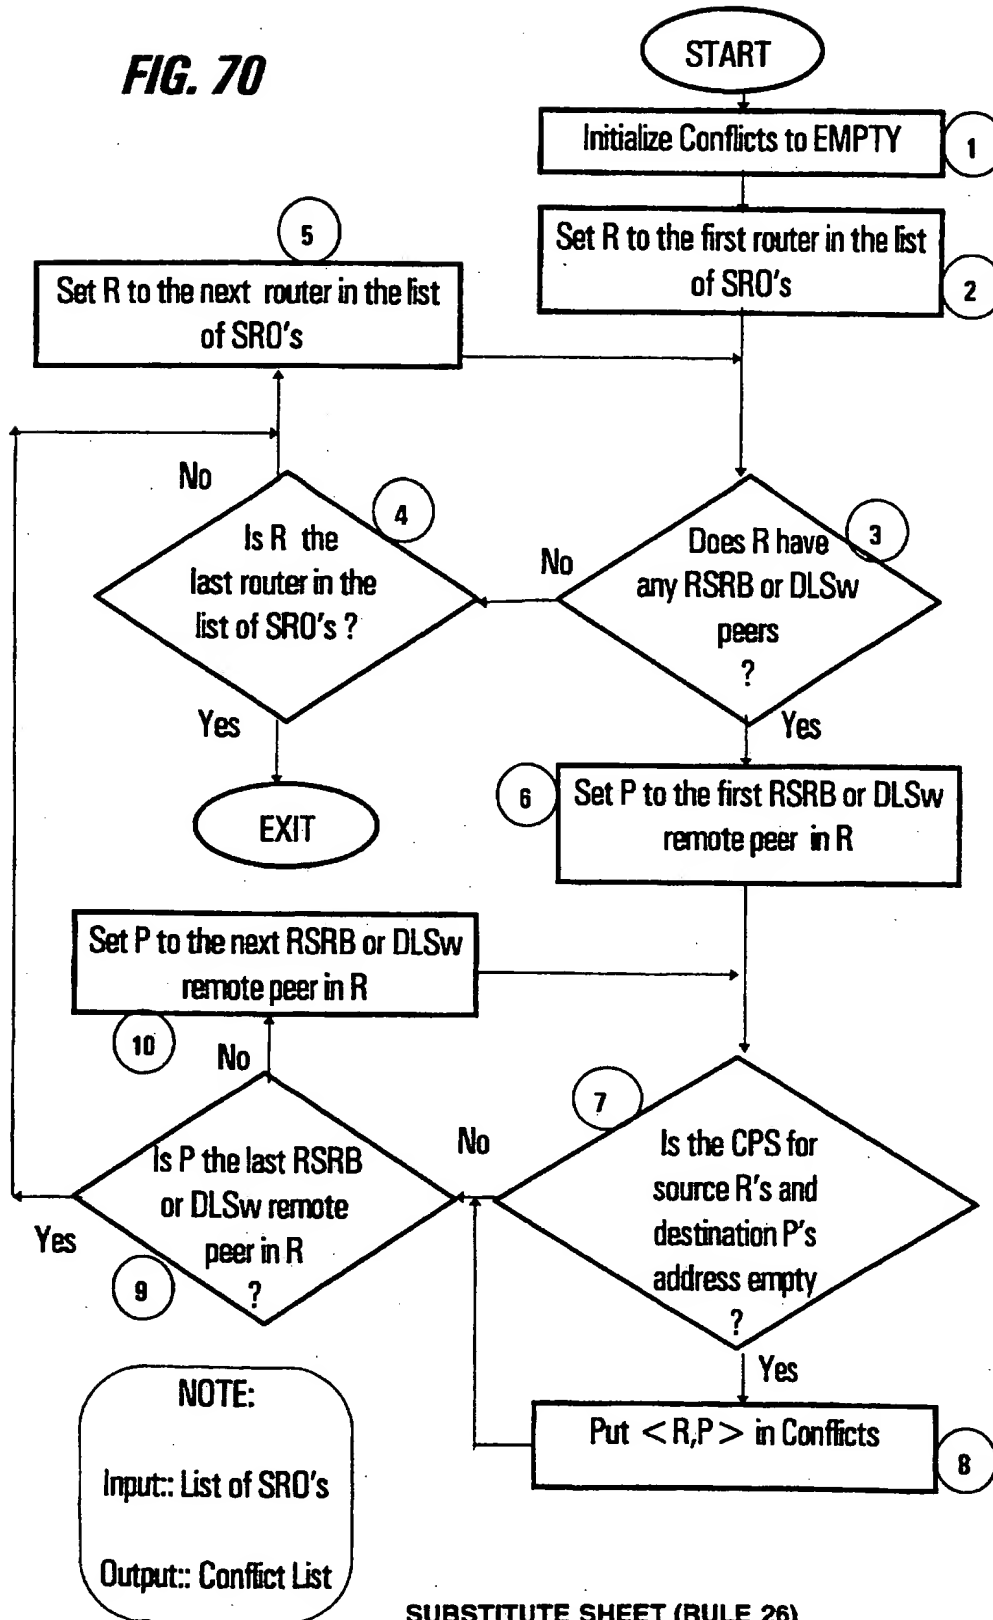 FIG. 70
START
Initialize Conflicts to EMPTY
1
Set R to the first router in the list
of SRO's
2
5
Set R to the next router in the list
of SRO's
No
4
Is R the
last router in the
list of SRO's ?
Yes
EXIT
No
3
Does R have
any RSRB or DLSw
peers
?
Yes
6
Set P to the first RSRB or DLSw
remote peer in R
Set P to the next RSRB or DLSw
remote peer in R
10
No
Is P the last RSRB
or DLSw remote
peer in R
?
Yes
9
7
No
Is the CPS for
source R's and
destination P's
address empty
?
Yes
Put <R,P> in Conflicts
8
NOTE:
Input:: List of SRO's
Output:: Conflict List
SUBSTITUTE SHEET (RULE 26)